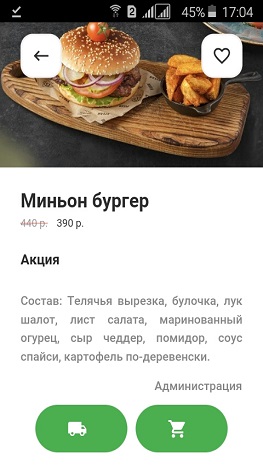 45% 17:04
Миньон бургер
440 р. 390 р.
Акция
Состав: Телячья вырезка, булочка, лук
шалот, лист салата, маринованный
огурец, сыр чеддер, помидор, соус
спайси, картофель по-деревенски.
Администрация